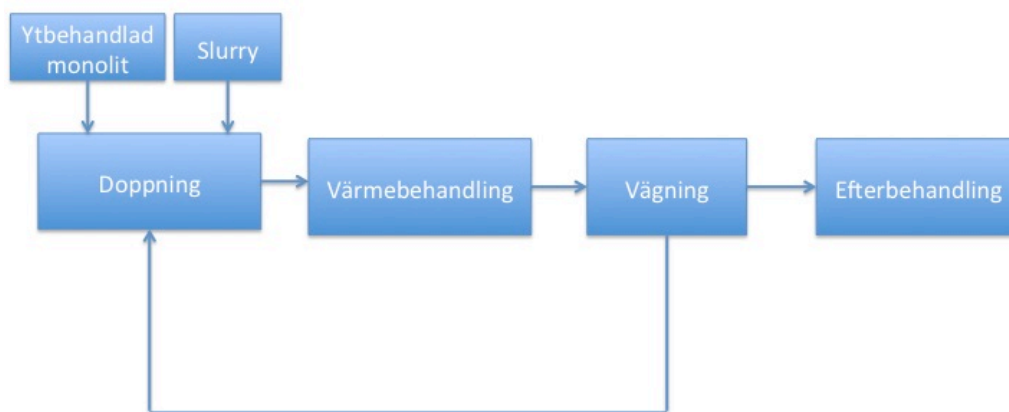 Ytbehandlad
monolit
Slurry
Doppning
Värmebehandling
Vägning
Efterbehandling